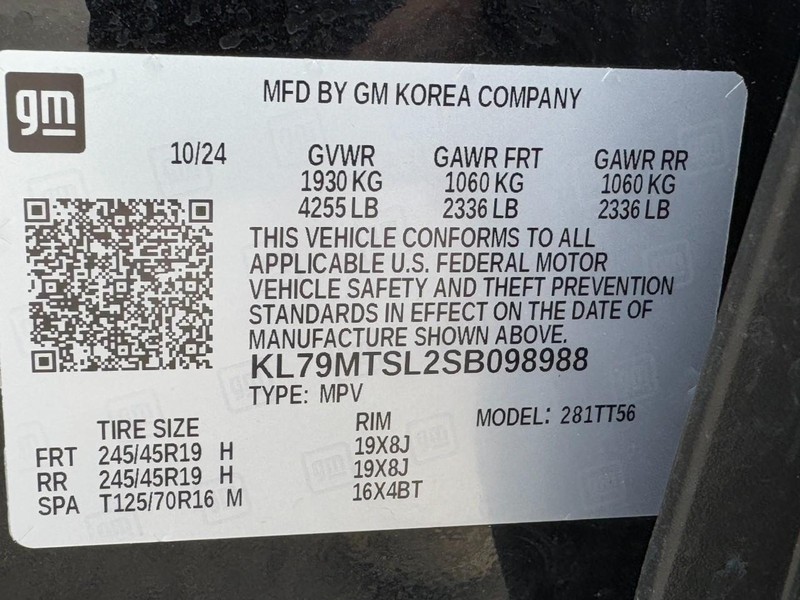 gm
MFD BY GM KOREA COMPANY
10/24 GVWR GAWR FRT GAWR RR
1930 KG 1060 KG 1060 KG
4255 LB 2336 LB 2336 LB
THIS VEHICLE CONFORMS TO ALL
APPLICABLE U.S. FEDERAL MOTOR
VEHICLE SAFETY AND THEFT PREVENTION
STANDARDS IN EFFECT ON THE DATE OF
MANUFACTURE SHOWN ABOVE.
KL79MTSL2SB098988
TYPE: MPV
TIRE SIZE RIM MODEL: 281TT56
FRT 245/45R19 H 19X8J
RR 245/45R19 H 19X8J
SPA T125/70R16 M 16X4BT